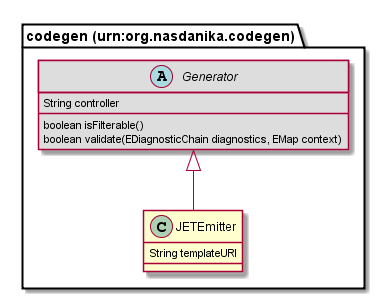 codegen (urn:org.nasdanika.codegen)
A Generator
String controller
boolean isFilterable()
boolean validate(EDiagnosticChain diagnostics, EMap context)
C JETEmitter
String templateURI